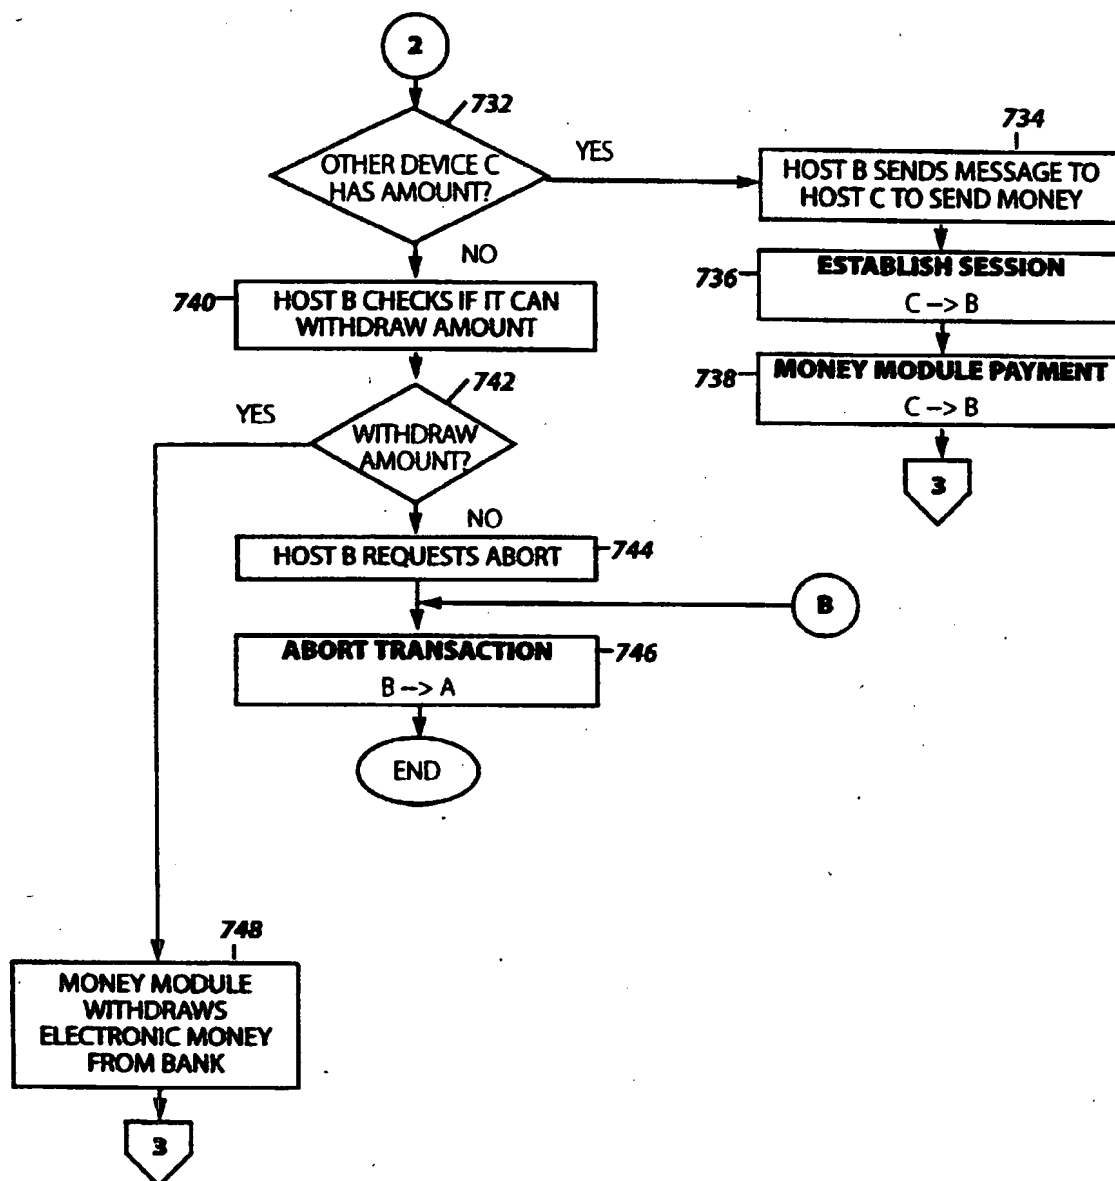 2
732
OTHER DEVICE C
HAS AMOUNT?
YES
734
HOST B SENDS MESSAGE TO
HOST C TO SEND MONEY
NO
736
ESTABLISH SESSION
C --> B
740
HOST B CHECKS IF IT CAN
WITHDRAW AMOUNT
738
MONEY MODULE PAYMENT
C --> B
3
742
YES
WITHDRAW
AMOUNT?
NO
HOST B REQUESTS ABORT
744
B
ABORT TRANSACTION
B --> A
746
END
748
MONEY MODULE
WITHDRAWS
ELECTRONIC MONEY
FROM BANK
3